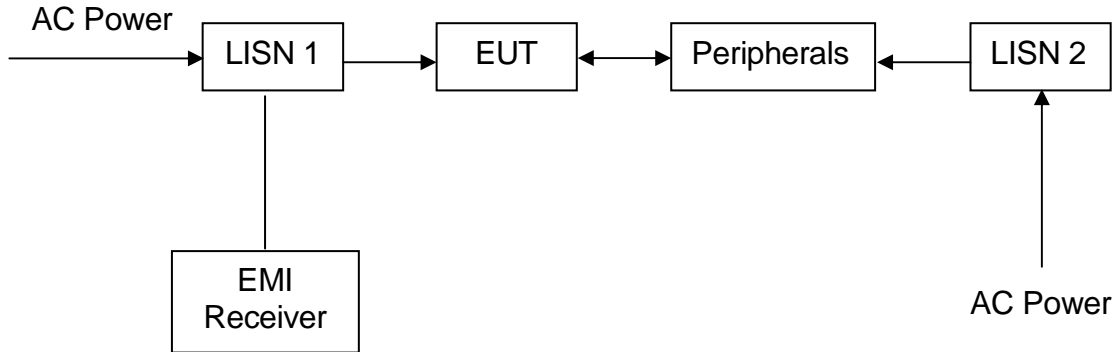 AC Power
LISN 1
EUT
Peripherals
LISN 2
EMI
Receiver
AC Power